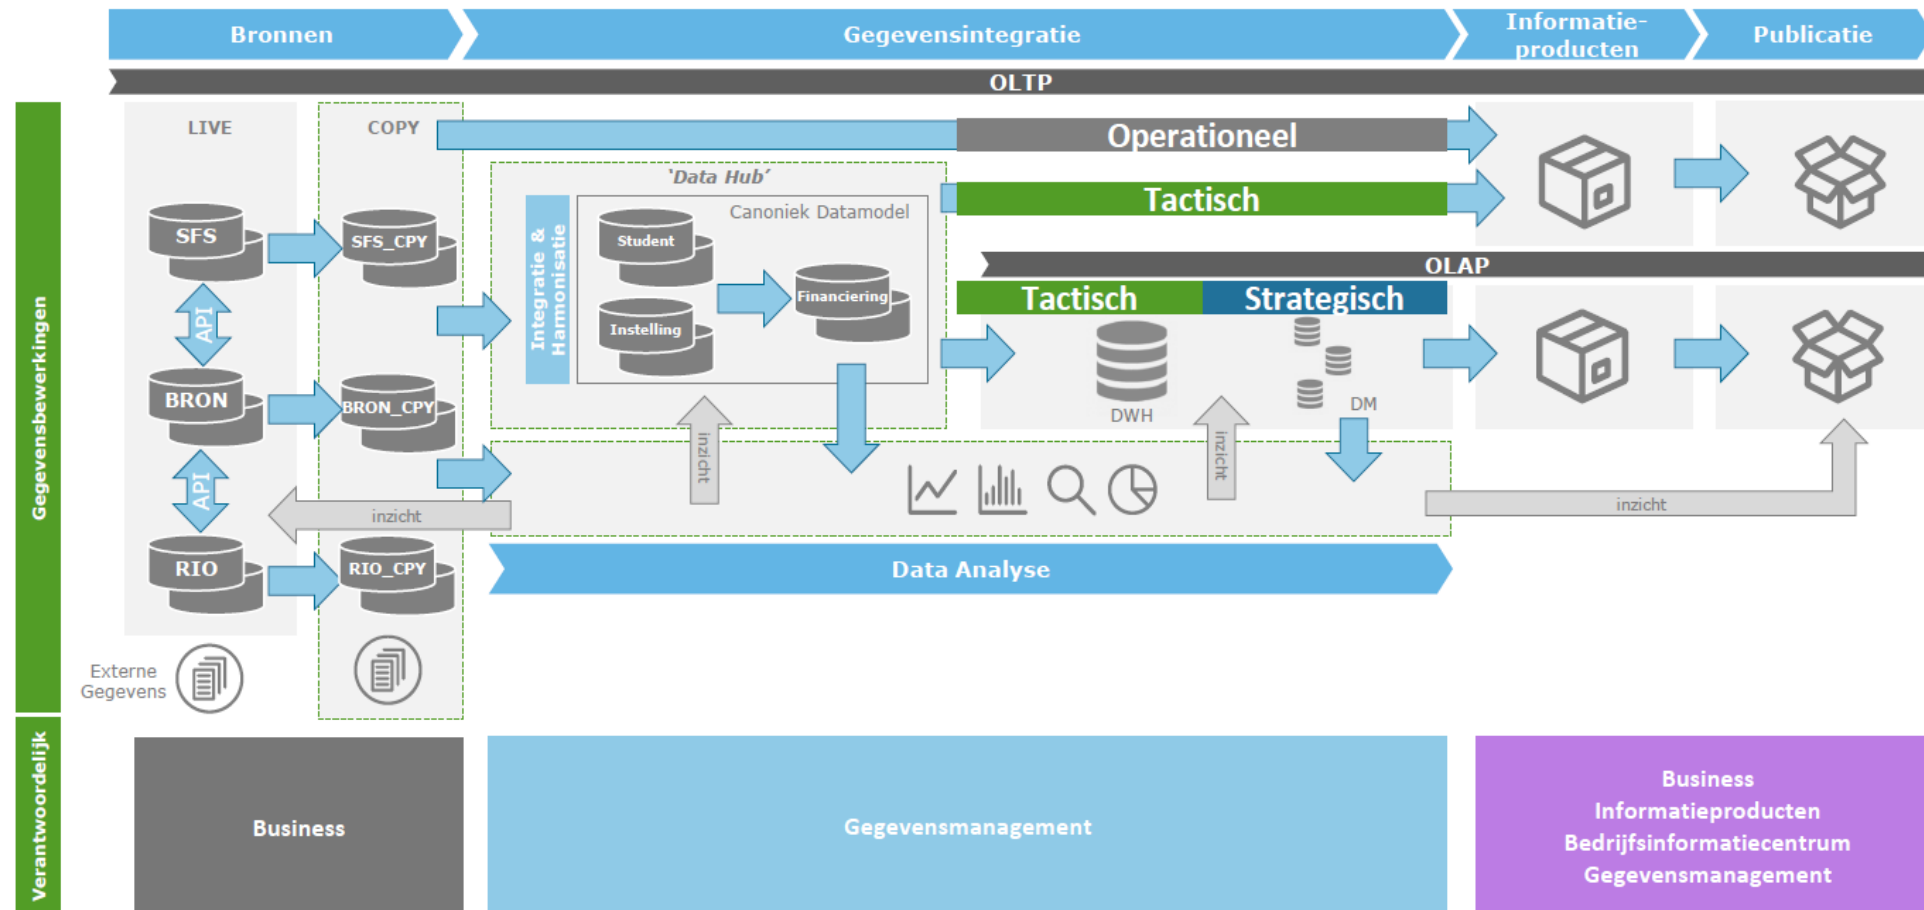 Bronnen
Gegevensintegratie
Informatie-
producten
Publicatie
OLTP
Gegevensbewerkingen
LIVE
COPY
Operationeel
‘Data Hub’
Tactisch
Integratie &
Harmonisatie
Canoniek Datamodel
SFS
SFS_CPY
Student
Financiering
Instelling
OLAP
Tactisch
Strategisch
API
BRON
BRON_CPY
DWH
DM
inzicht
inzicht
API
inzicht
inzicht
RIO
RIO_CPY
Data Analyse
Externe
Gegevens
Verantwoordelijk
Business
Gegevensmanagement
Business
Informatieproducten
Bedrijfsinformatiecentrum
Gegevensmanagement